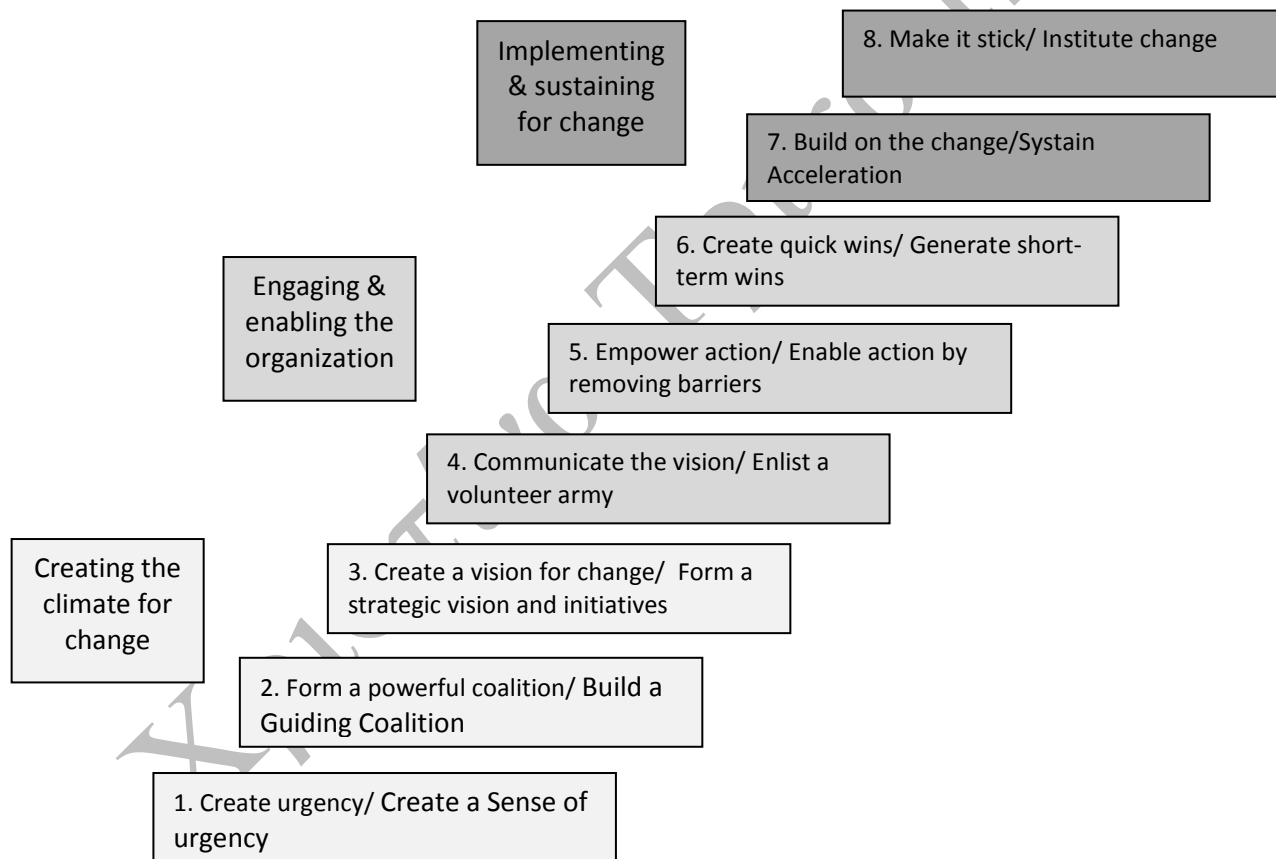 8. Make it stick/ Institute change
Implementing
& sustaining
for change
7. Build on the change/Systain
Acceleration
6. Create quick wins/ Generate short-
term wins
Engaging &
enabling the
organization
5. Empower action/ Enable action by
removing barriers
4. Communicate the vision/ Enlist a
volunteer army
Creating the
climate for
change
3. Create a vision for change/  Form a
strategic vision and initiatives
2. Form a powerful coalition/ Build a
Guiding Coalition
1. Create urgency/ Create a Sense of
urgency